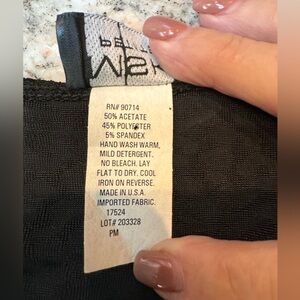 RN# 90714
50% ACETATE
45% POLYESTER
5% SPANDEX
HAND WASH WARM,
MILD DETERGENT,
NO BLEACH. LAY
FLAT TO DRY. COOL
IRON ON REVERSE.
MADE IN U.S.A.
IMPORTED FABRIC.
17524
LOT# 203328
PM